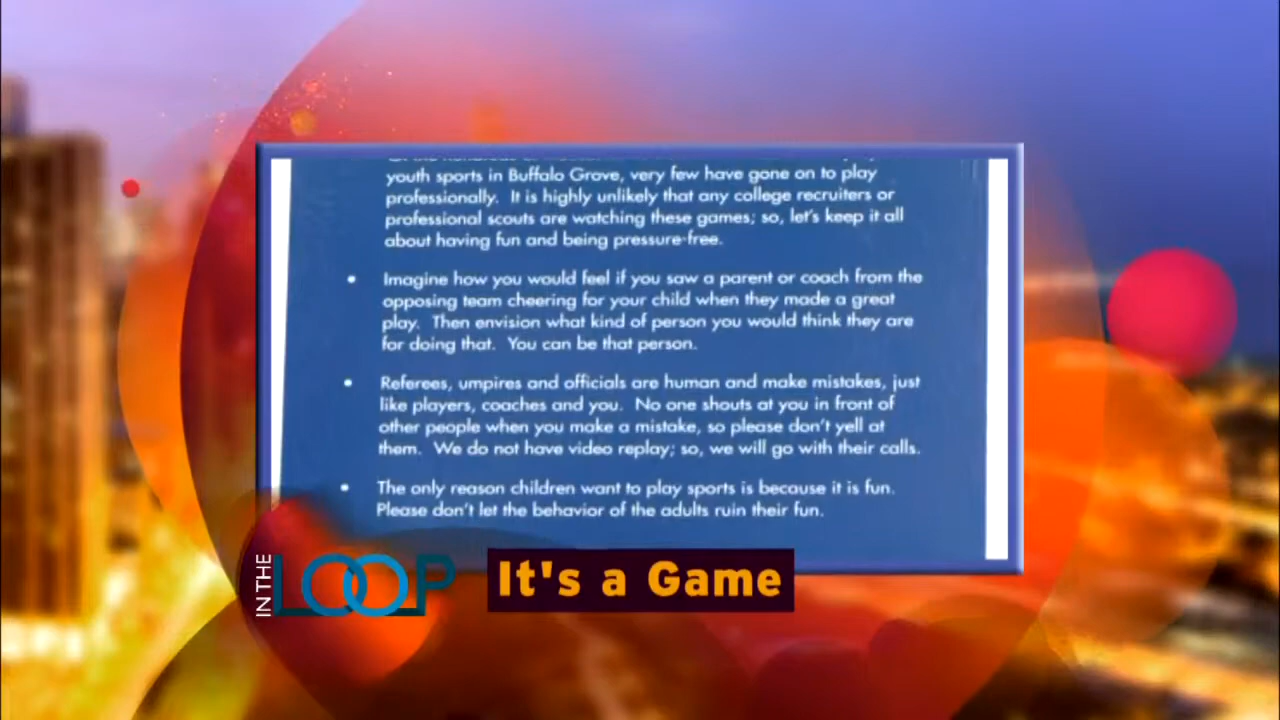 youth sports in Buffalo Grove, very few have gone on to play
professionally. It is highly unlikely that any college recruiters or
professional scouts are watching these games; so, let's keep it all
about having fun and being pressure-free.
• Imagine how you would feel if you saw a parent or coach from the
opposing team cheering for your child when they made a great
play. Then envision what kind of person you would think they are
for doing that. You can be that person.
• Referees, umpires and officials are human and make mistakes, just
like players, coaches and you. No one shouts at you in front of
other people when you make a mistake, so please don't yell at
them. We do not have video replay; so, we will go with their calls.
• The only reason children want to play sports is because it is fun.
Please don't let the behavior of the adults ruin their fun.
IN THE LOOP
It's a Game